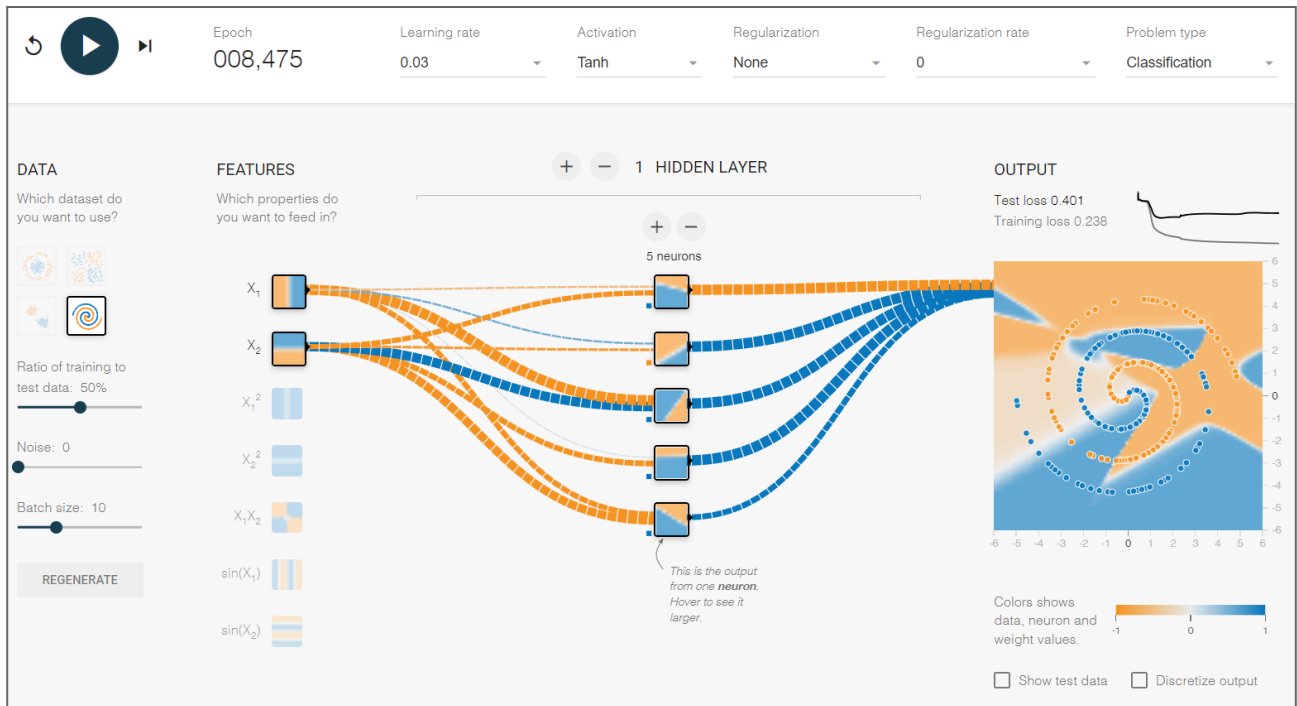 Epoch
008,475
Learning rate
0.03
Activation
Tanh
Regularization
None
Regularization rate
0
Problem type
Classification
DATA
Which dataset do
you want to use?
Ratio of training to
test data: 50%
Noise: 0
Batch size: 10
REGENERATE
FEATURES
Which properties do
you want to feed in?
X₁
X₂
X₁²
X₂²
X₁X₂
sin(X₁)
sin(X₂)
+ − 1 HIDDEN LAYER
+ −
5 neurons
This is the output
from one neuron.
Hover to see it
larger.
OUTPUT
Test loss 0.401
Training loss 0.238
6
5
4
3
2
1
0
-1
-2
-3
-4
-5
-6
-6 -5 -4 -3 -2 -1 0 1 2 3 4 5 6
Colors shows
data, neuron and
weight values.
-1 0 1
Show test data
Discretize output